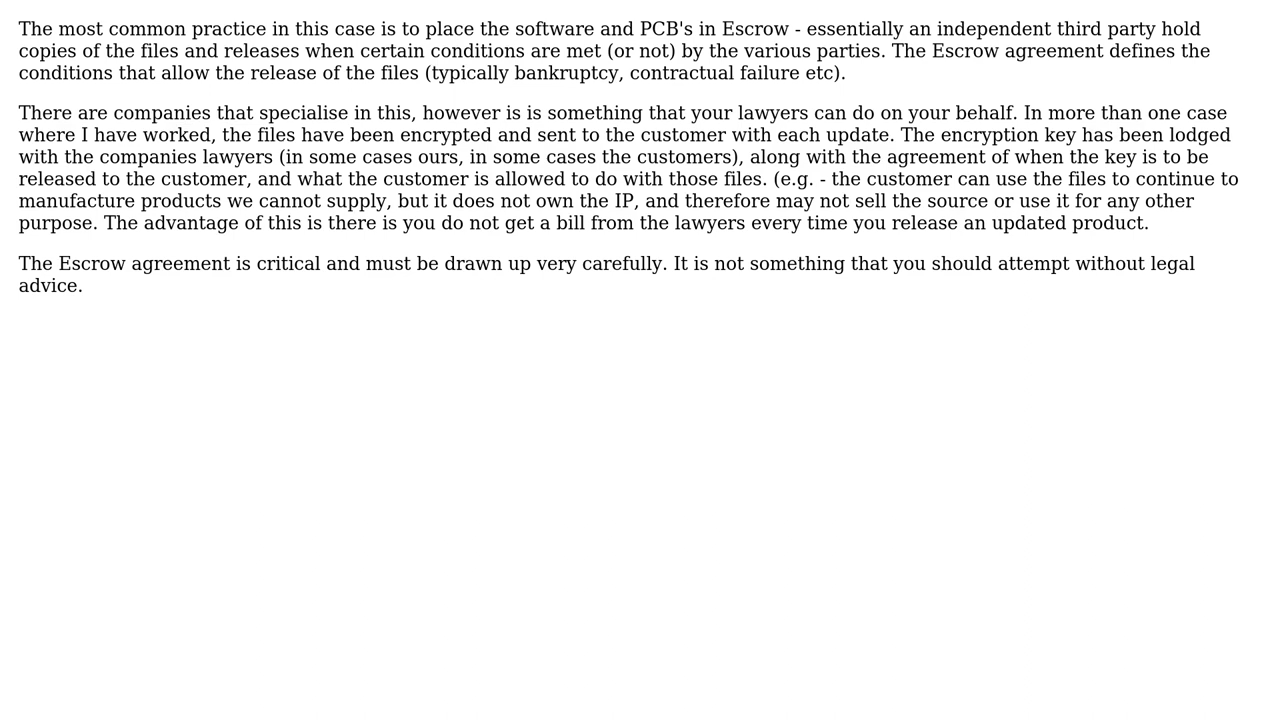 The most common practice in this case is to place the software and PCB's in Escrow - essentially an independent third party hold
copies of the files and releases when certain conditions are met (or not) by the various parties. The Escrow agreement defines the
conditions that allow the release of the files (typically bankruptcy, contractual failure etc).
There are companies that specialise in this, however is is something that your lawyers can do on your behalf. In more than one case
where I have worked, the files have been encrypted and sent to the customer with each update. The encryption key has been lodged
with the companies lawyers (in some cases ours, in some cases the customers), along with the agreement of when the key is to be
released to the customer, and what the customer is allowed to do with those files. (e.g. - the customer can use the files to continue to
manufacture products we cannot supply, but it does not own the IP, and therefore may not sell the source or use it for any other
purpose. The advantage of this is there is you do not get a bill from the lawyers every time you release an updated product.
The Escrow agreement is critical and must be drawn up very carefully. It is not something that you should attempt without legal
advice.